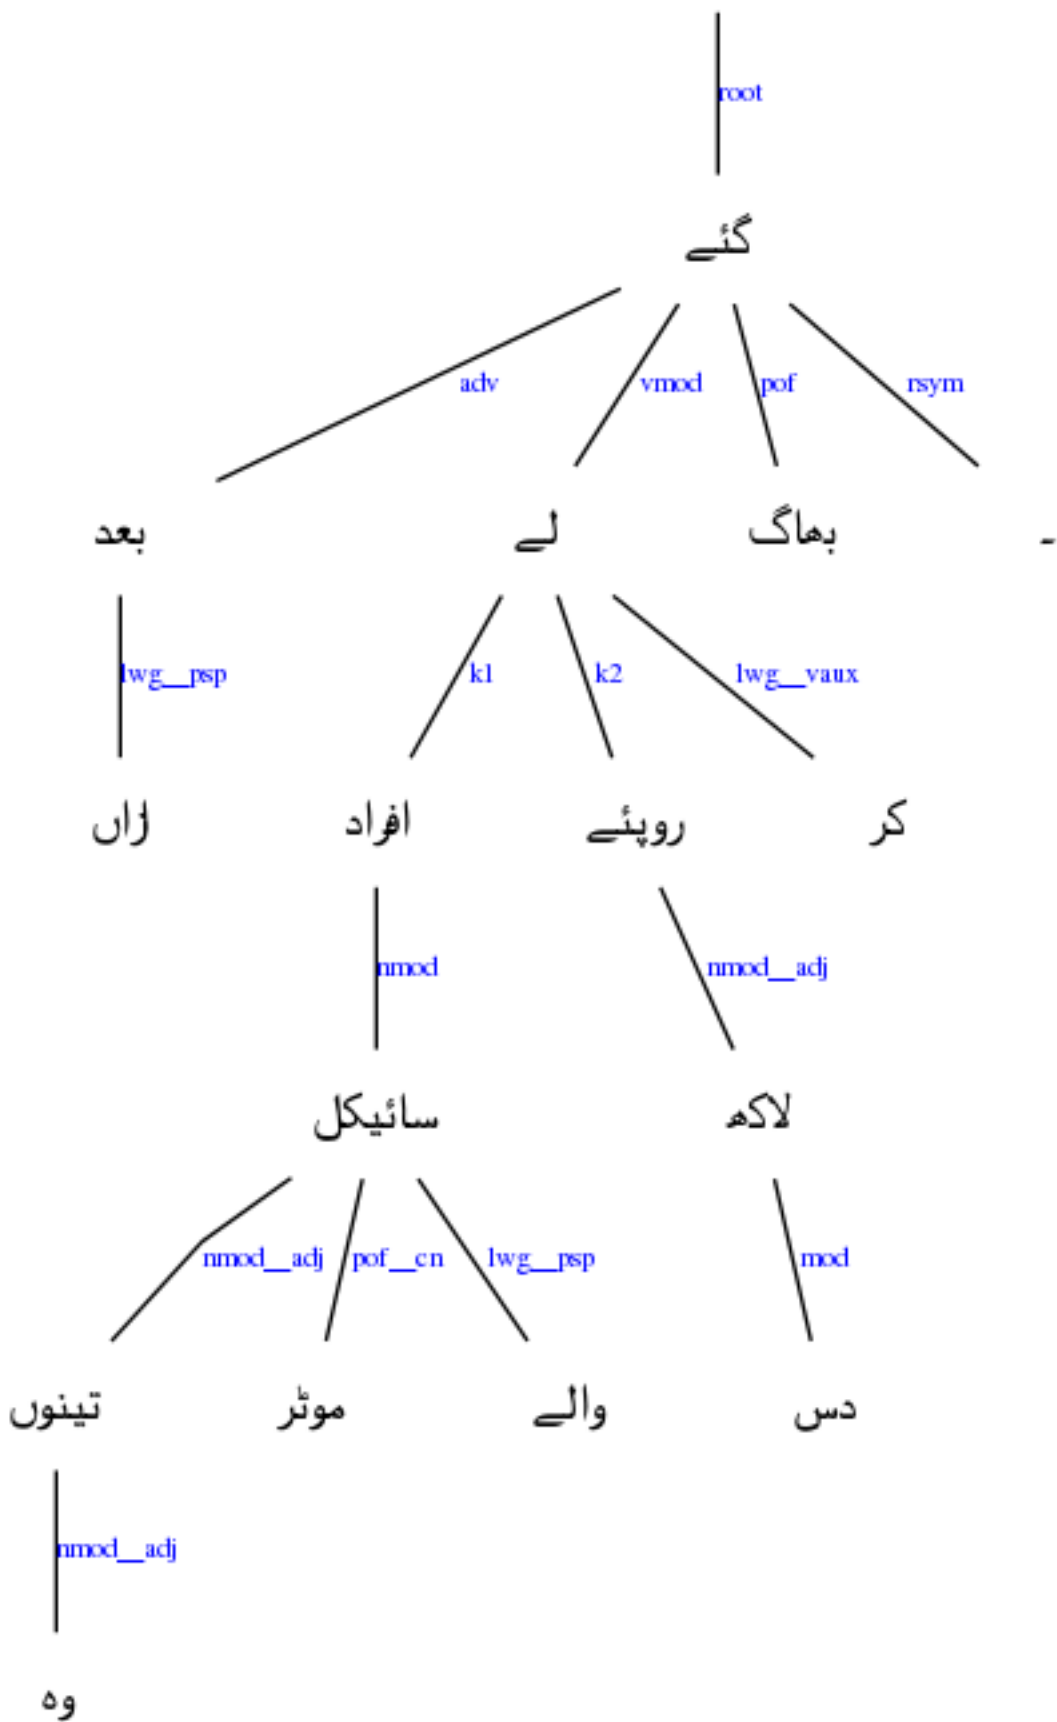 root
گئے
adv vmod pof rsym
بعد لے بھاگ ۔
lwg__psp k1 k2 lwg__vaux
ازاں افراد روپئے کر
nmod nmod__adj
سائیکل لاکھ
nmod__adj pof__cn lwg__psp mod
تینوں موٹر والے دس
nmod__adj
وہ